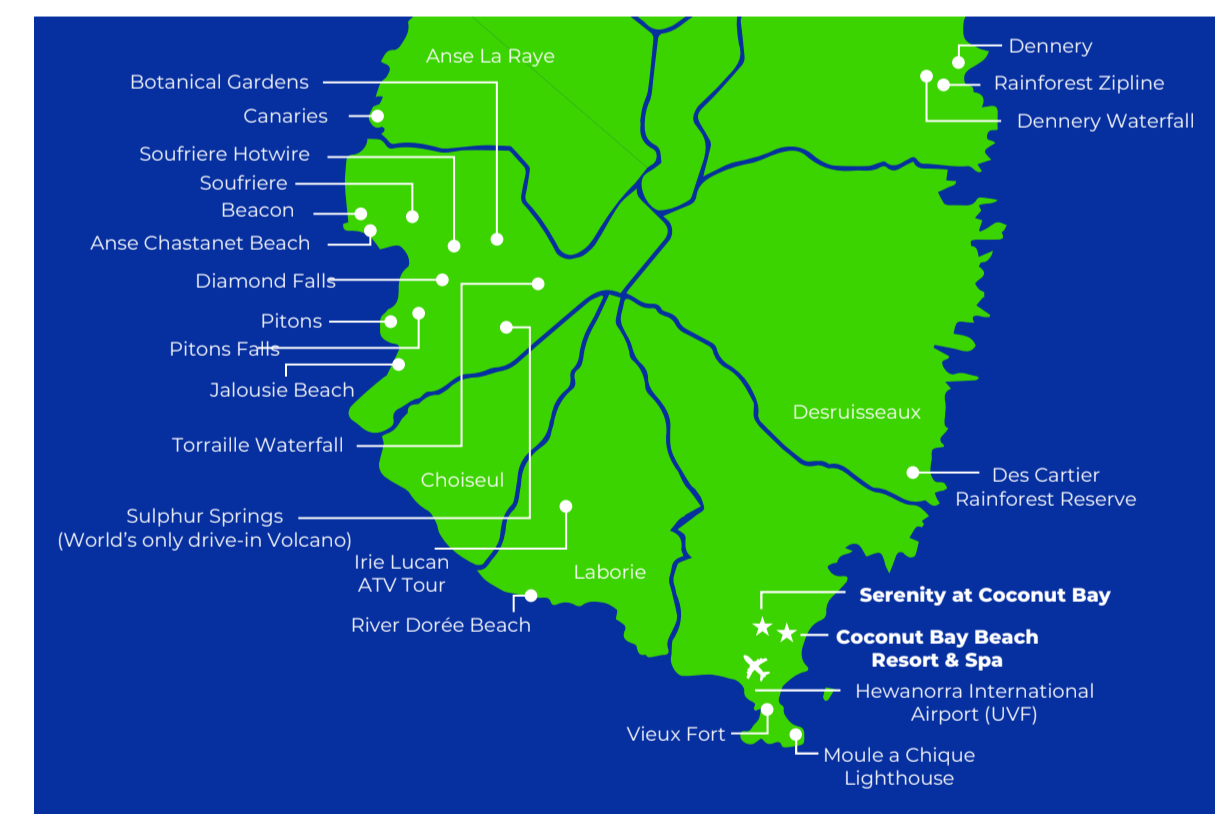 Anse La Raye
Botanical Gardens
Canaries
Soufriere Hotwire
Soufriere
Beacon
Anse Chastanet Beach
Diamond Falls
Pitons
Pitons Falls
Jalousie Beach
Torraille Waterfall
Choiseul
Sulphur Springs
(World's only drive-in Volcano)
Irie Lucan
ATV Tour
Laborie
River Dorée Beach
Dennery
Rainforest Zipline
Dennery Waterfall
Desruisseaux
Des Cartier
Rainforest Reserve
Serenity at Coconut Bay
Coconut Bay Beach
Resort & Spa
Hewanorra International
Airport (UVF)
Vieux Fort
Moule a Chique
Lighthouse